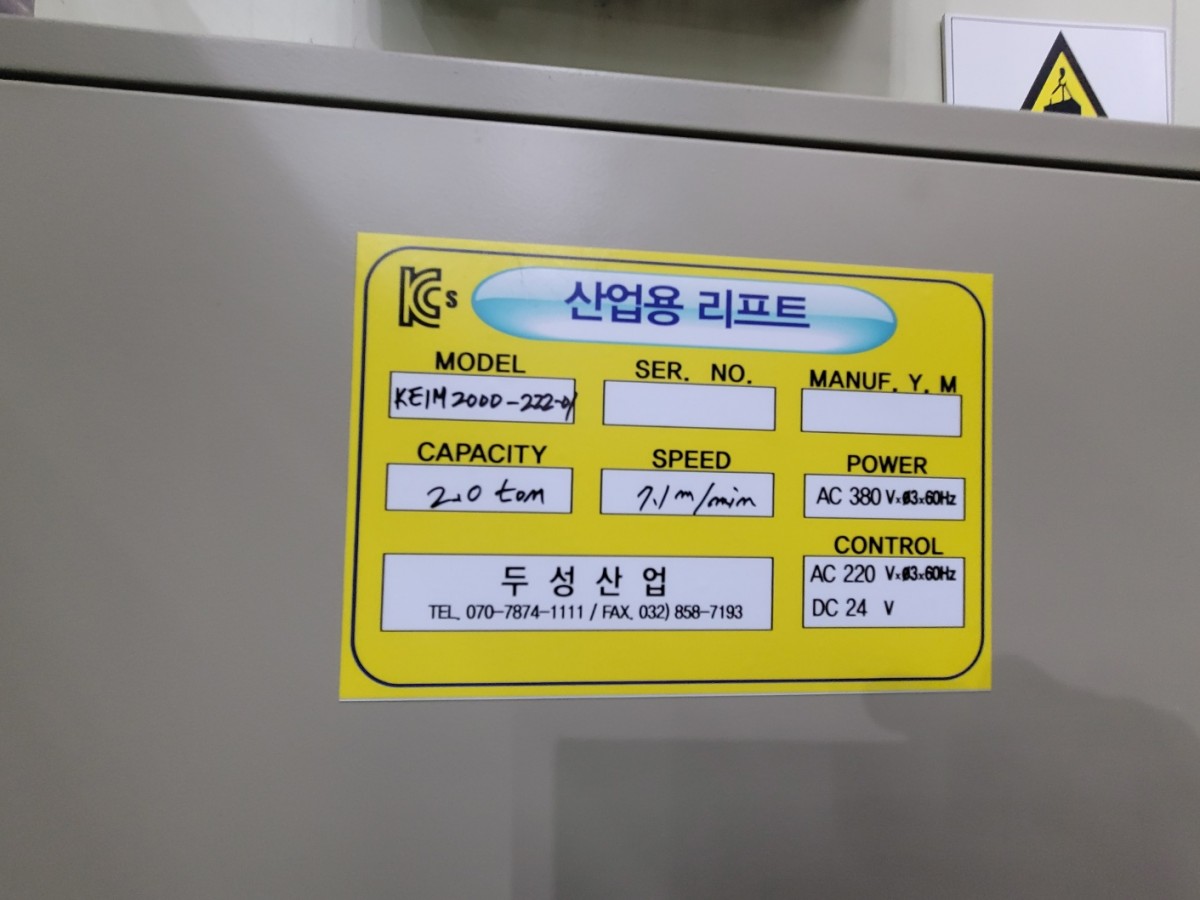 KCs
산업용 리프트
MODEL SER. NO. MANUF. Y. M
KEIM2000-222-01
CAPACITY SPEED POWER
2.0 ton 7.1 m/min AC 380 V×ø3×60Hz
CONTROL
두성산업
TEL. 070-7874-1111 / FAX. 032) 858-7193
AC 220 V×ø3×60Hz
DC 24 V